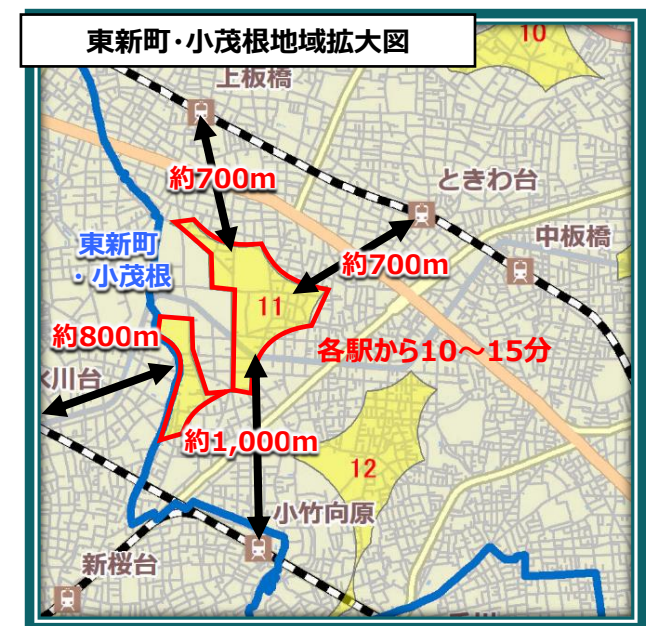 東新町・小茂根地域拡大図
10
上板橋
約700m
ときわ台
東新町
・小茂根
中板橋
約700m
11
約800m
各駅から10～15分
氷川台
約1,000m
12
小竹向原
新桜台